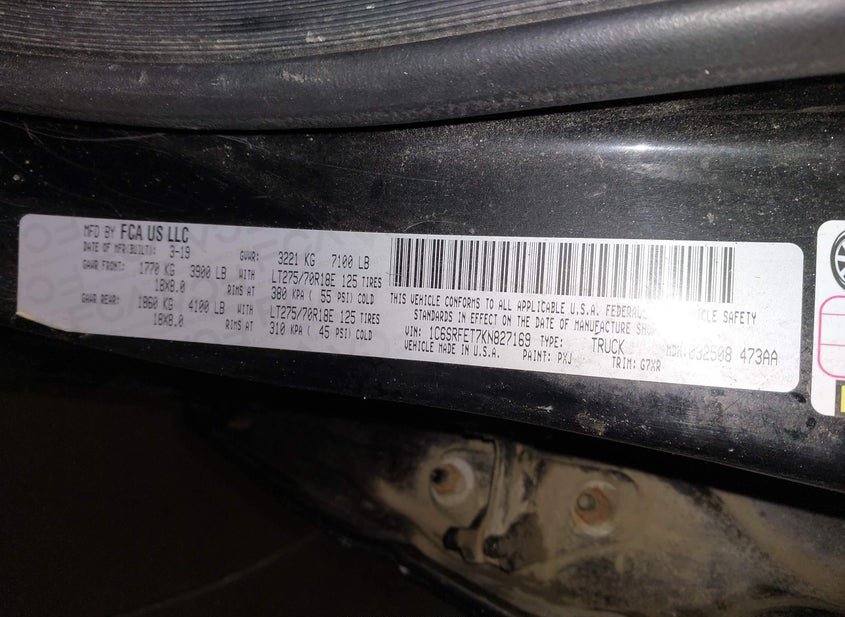 MFD BY FCA US LLC
DATE OF MFR(BUILT): 3-19 GVWR: 3221 KG 7100 LB
GAWR FRONT: 1770 KG 3900 LB WITH LT275/70R18E 125 TIRES
18X8.0 RIMS AT 380 KPA ( 55 PSI) COLD
GAWR REAR: 1860 KG 4100 LB WITH LT275/70R18E 125 TIRES
18X8.0 RIMS AT 310 KPA ( 45 PSI) COLD
THIS VEHICLE CONFORMS TO ALL APPLICABLE U.S.A. FEDERAL VEHICLE SAFETY
STANDARDS IN EFFECT ON THE DATE OF MANUFACTURE
VIN: 1C6SRFET7KN827169 TYPE: TRUCK MDH: 032508 473AA
VEHICLE MADE IN U.S.A. PAINT: PXJ TRIM: G7XR